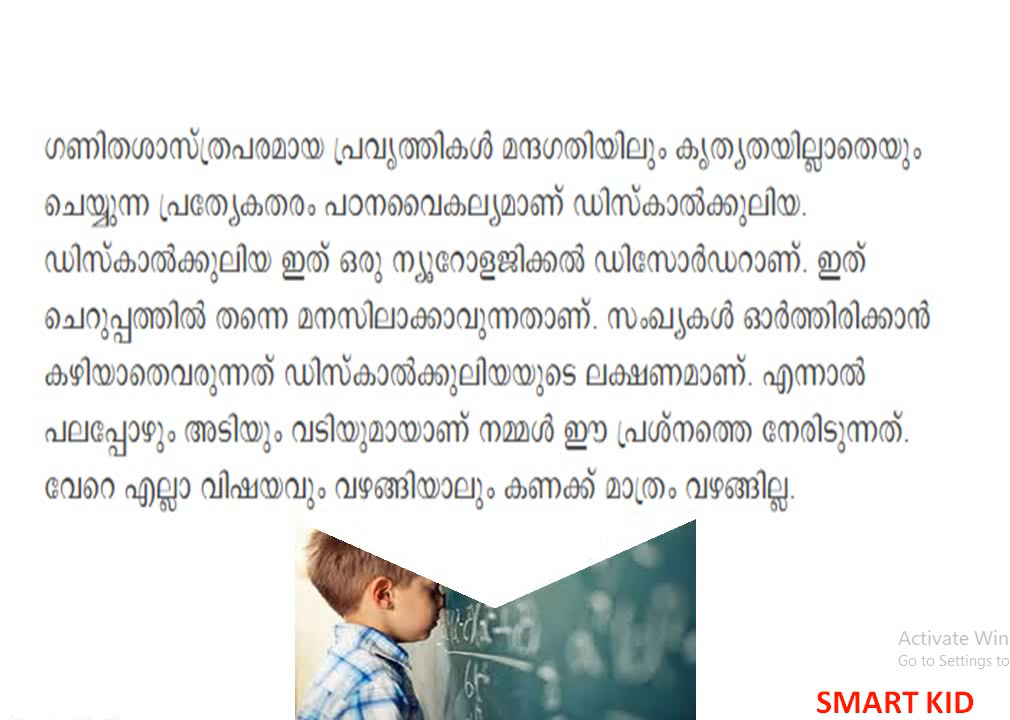 ഗണിതശാസ്ത്രപരമായ പ്രവൃത്തികൾ മന്ദഗതിയിലും കൃത്യതയില്ലാതെയും
ചെയ്യുന്ന പ്രത്യേകതരം പഠനവൈകല്യമാണ് ഡിസ്കാൽക്കുലിയ.
ഡിസ്കാൽക്കുലിയ ഇത് ഒരു ന്യൂറോളജിക്കൽ ഡിസോർഡറാണ്. ഇത്
ചെറുപ്പത്തിൽ തന്നെ മനസിലാക്കാവുന്നതാണ്. സംഖ്യകൾ ഓർത്തിരിക്കാൻ
കഴിയാതെവരുന്നത് ഡിസ്കാൽക്കുലിയയുടെ ലക്ഷണമാണ്. എന്നാൽ
പലപ്പോഴും അടിയും വടിയുമായാണ് നമ്മൾ ഈ പ്രശ്നത്തെ നേരിടുന്നത്.
വേറെ എല്ലാ വിഷയവും വഴങ്ങിയാലും കണക്ക് മാത്രം വഴങ്ങില്ല.
Activate Win
Go to Settings to
SMART KID